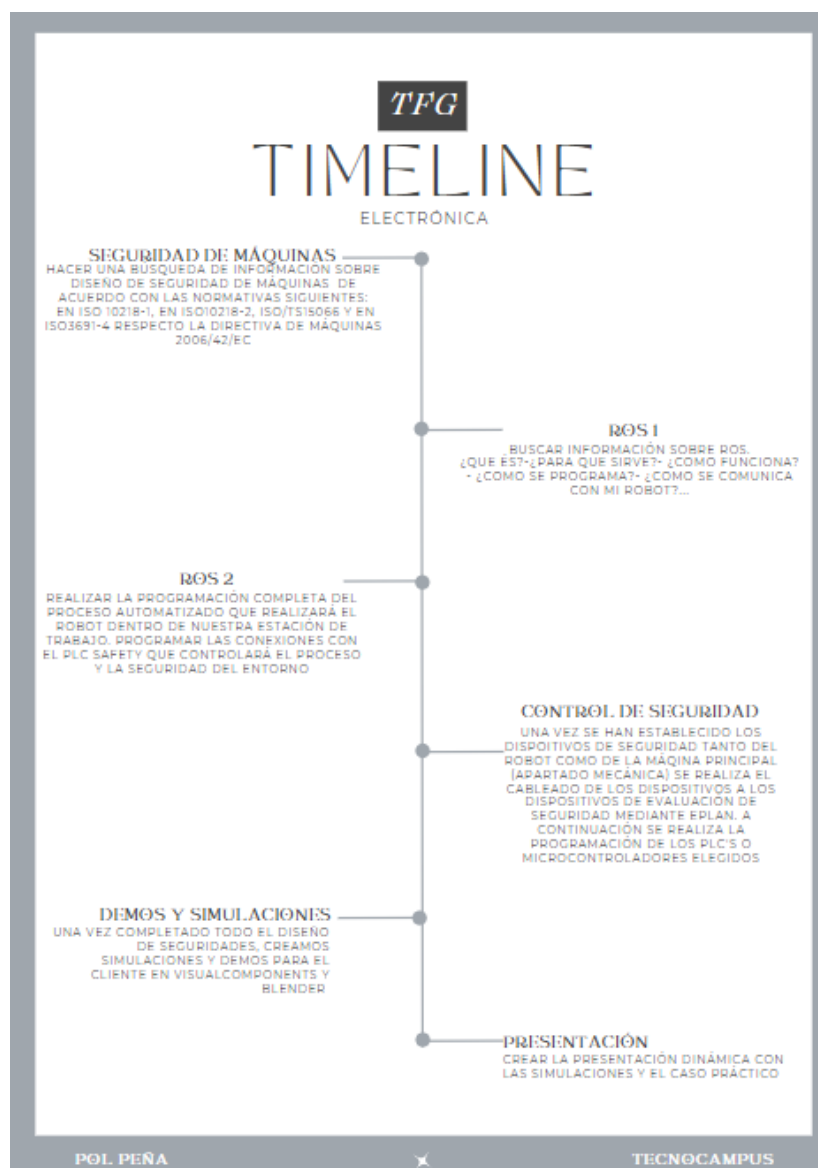 TFG
TIMELINE
ELECTRÓNICA
SEGURIDAD DE MÁQUINAS
HACER UNA BUSQUEDA DE INFORMACIÓN SOBRE
DISEÑO DE SEGURIDAD DE MÁQUINAS DE
ACUERDO CON LAS NORMATIVAS SIGUIENTES:
EN ISO 10218-1, EN ISO10218-2, ISO/TS15066 Y EN
ISO3691-4 RESPECTO LA DIRECTIVA DE MÁQUINAS
2006/42/EC
ROS 1
BUSCAR INFORMACIÓN SOBRE ROS.
¿QUE ES?-¿PARA QUE SIRVE?- ¿COMO FUNCIONA?
- ¿COMO SE PROGRAMA?- ¿COMO SE COMUNICA
CON MI ROBOT?...
ROS 2
REALIZAR LA PROGRAMACIÓN COMPLETA DEL
PROCESO AUTOMATIZADO QUE REALIZARÁ EL
ROBOT DENTRO DE NUESTRA ESTACIÓN DE
TRABAJO. PROGRAMAR LAS CONEXIONES CON
EL PLC SAFETY QUE CONTROLARÁ EL PROCESO
Y LA SEGURIDAD DEL ENTORNO
CONTROL DE SEGURIDAD
UNA VEZ SE HAN ESTABLECIDO LOS
DISPOITIVOS DE SEGURIDAD TANTO DEL
ROBOT COMO DE LA MÁQINA PRINCIPAL
(APARTADO MECÁNICA) SE REALIZA EL
CABLEADO DE LOS DISPOSITIVOS A LOS
DISPOSITIVOS DE EVALUACIÓN DE
SEGURIDAD MEDIANTE EPLAN. A
CONTINUACIÓN SE REALIZA LA
PROGRAMACIÓN DE LOS PLC'S O
MICROCONTROLADORES ELEGIDOS
DEMOS Y SIMULACIONES
UNA VEZ COMPLETADO TODO EL DISEÑO
DE SEGURIDADES, CREAMOS
SIMULACIONES Y DEMOS PARA EL
CLIENTE EN VISUALCOMPONENTS Y
BLENDER
PRESENTACIÓN
CREAR LA PRESENTACIÓN DINÁMICA CON
LAS SIMULACIONES Y EL CASO PRÁCTICO
POL PEÑA
TECNOCAMPUS